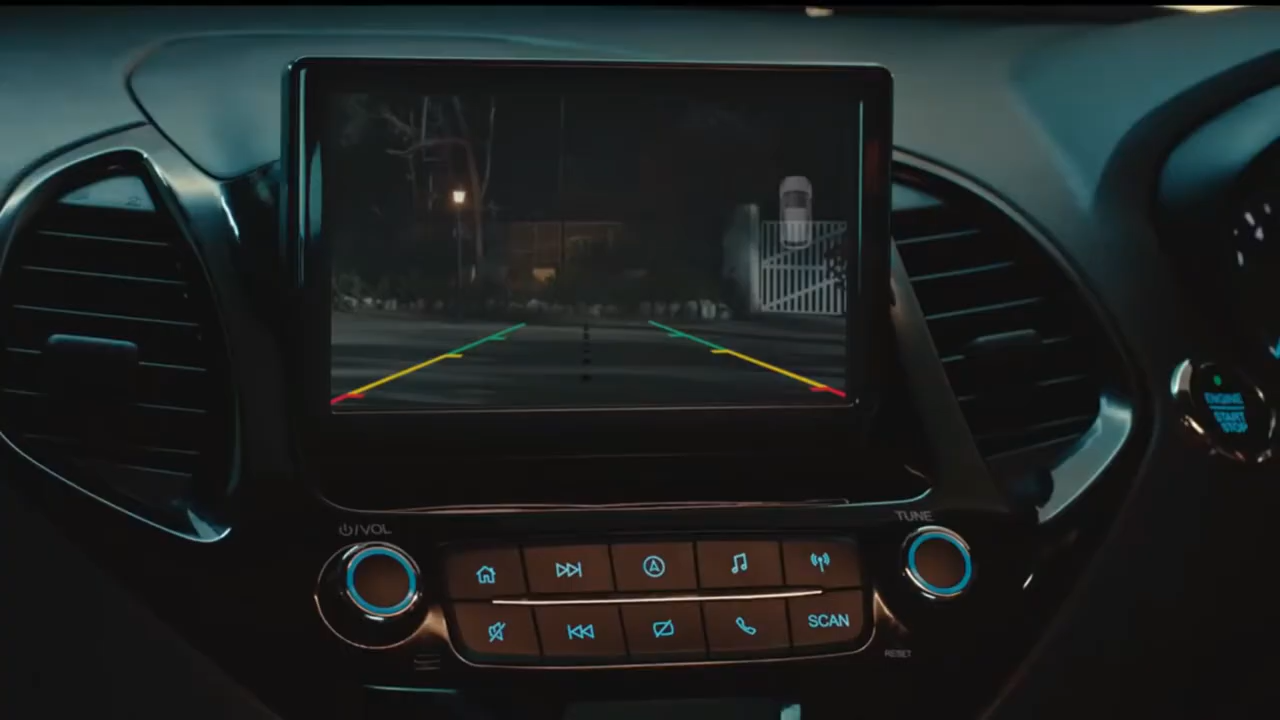 ENGINE
START
STOP
⏻/VOL
TUNE
SCAN
RESET